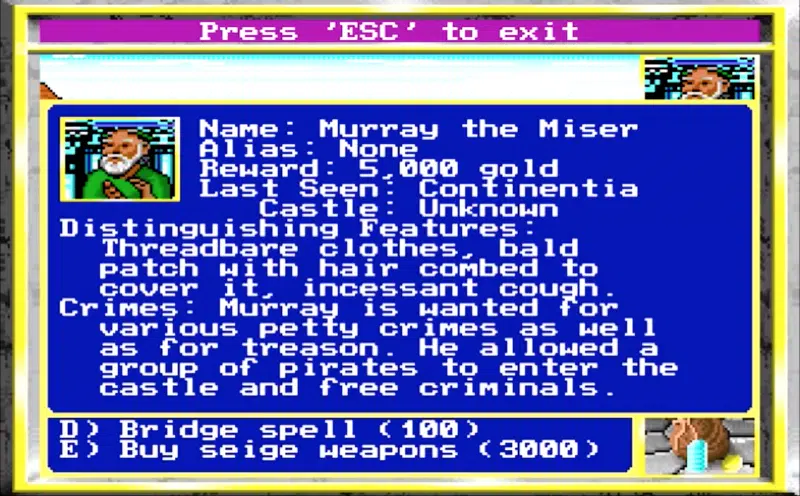 Press 'ESC' to exit
Name: Murray the Miser
Alias: None
Reward: 5,000 gold
Last Seen: Continentia
Castle: Unknown
Distinguishing Features:
Threadbare clothes, bald
patch with hair combed to
cover it, incessant cough.
Crimes: Murray is wanted for
various petty crimes as well
as for treason. He allowed a
group of pirates to enter the
castle and free criminals.
D) Bridge spell (100)
E) Buy seige weapons (3000)